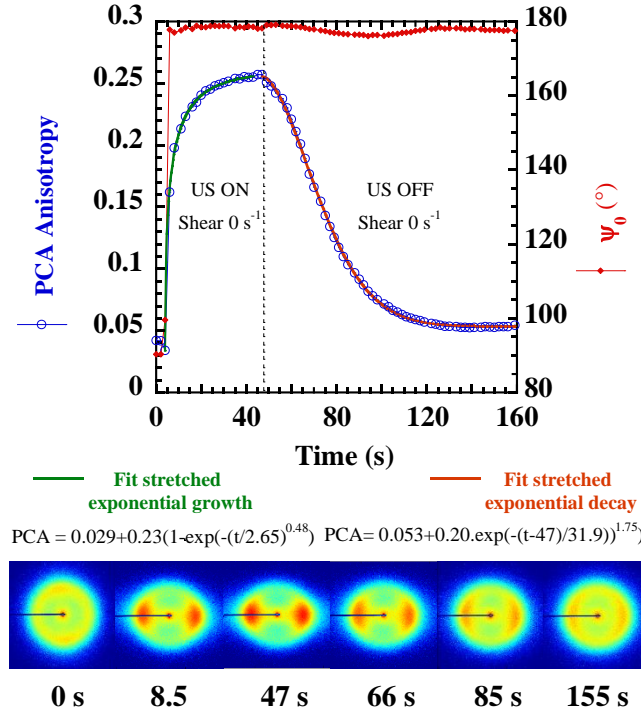 0.3
0.25
0.2
0.15
0.1
0.05
0
PCA Anisotropy
180
160
140
120
100
80
ψ0 (°)
US ON
Shear 0 s-1
US OFF
Shear 0 s-1
0 40 80 120 160
Time (s)
Fit stretched
exponential growth
Fit stretched
exponential decay
PCA = 0.029+0.23(1-exp(-(t/2.65)^0.48)
PCA= 0.053+0.20.exp(-(t-47)/31.9))^1.75)
0 s 8.5 47 s 66 s 85 s 155 s